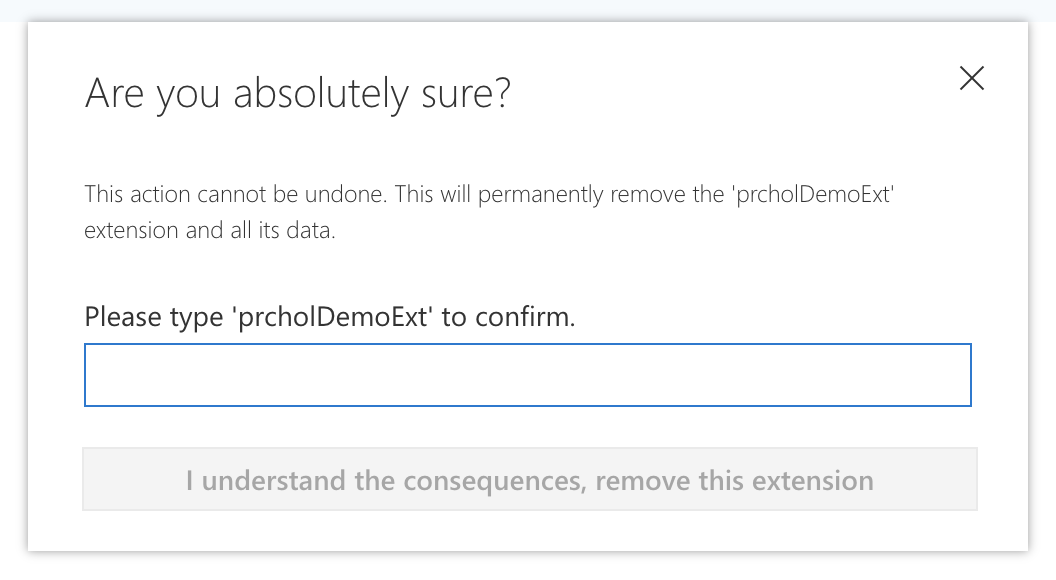 Are you absolutely sure?
This action cannot be undone. This will permanently remove the 'prcholDemoExt'
extension and all its data.
Please type 'prcholDemoExt' to confirm.
I understand the consequences, remove this extension